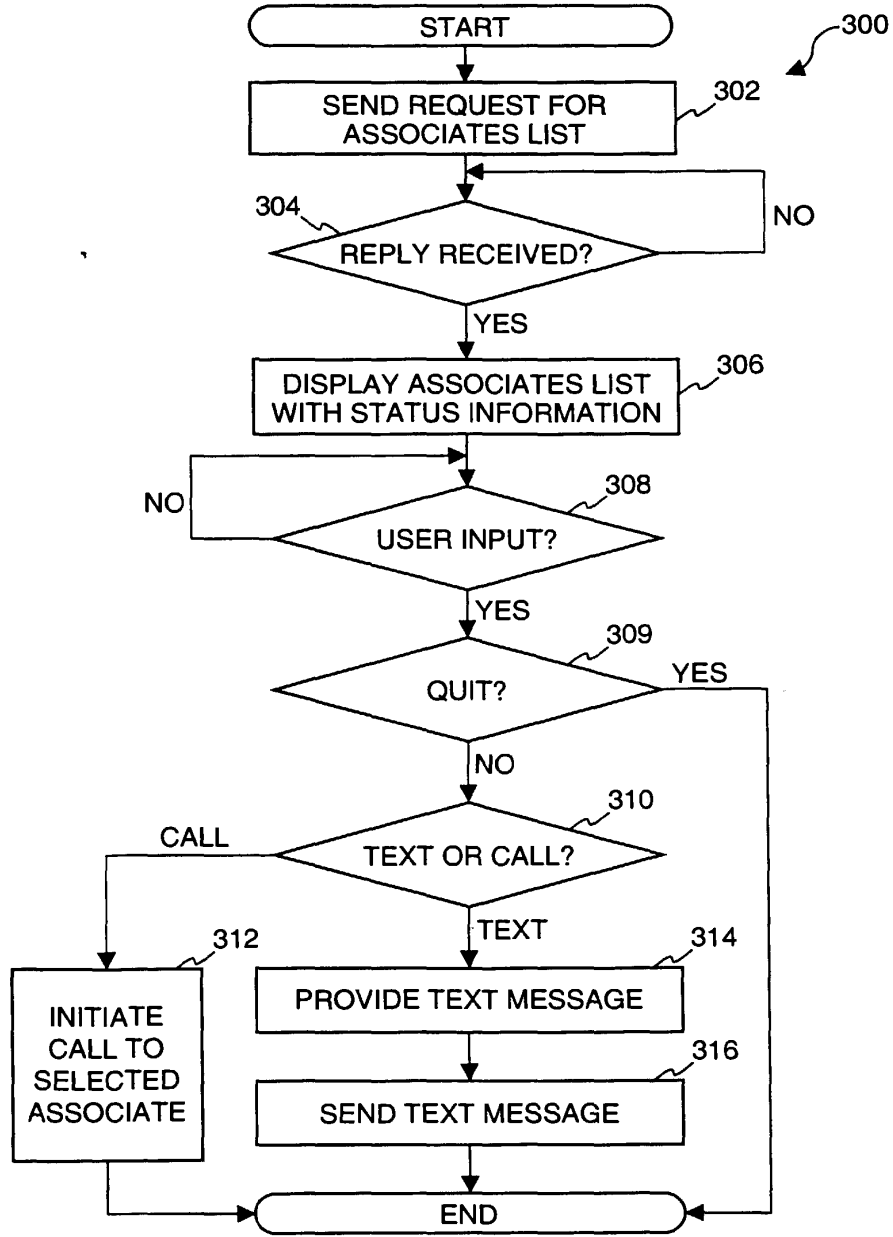 START
300
SEND REQUEST FOR
ASSOCIATES LIST
302
304
REPLY RECEIVED?
NO
YES
DISPLAY ASSOCIATES LIST
WITH STATUS INFORMATION
306
NO
308
USER INPUT?
YES
309
QUIT?
YES
NO
310
CALL
TEXT OR CALL?
TEXT
312
INITIATE
CALL TO
SELECTED
ASSOCIATE
314
PROVIDE TEXT MESSAGE
316
SEND TEXT MESSAGE
END